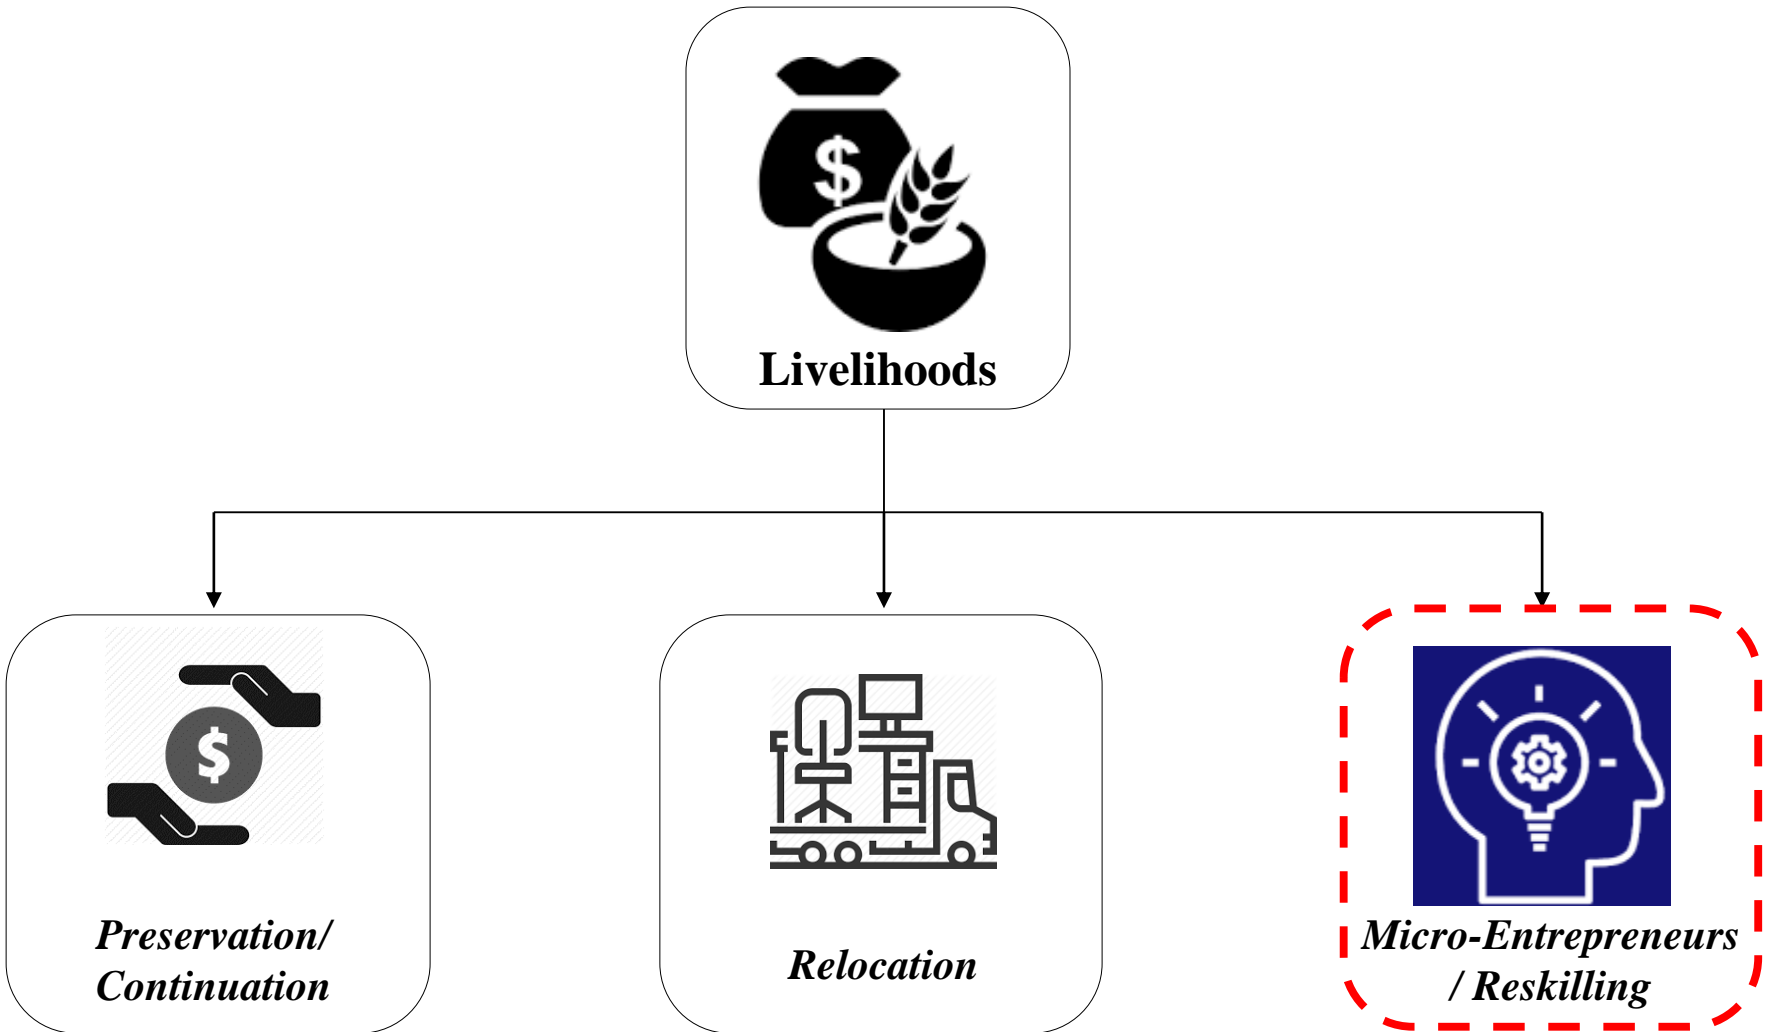 $
Livelihoods
$
Preservation/
Continuation
Relocation
Micro-Entrepreneurs
/ Reskilling